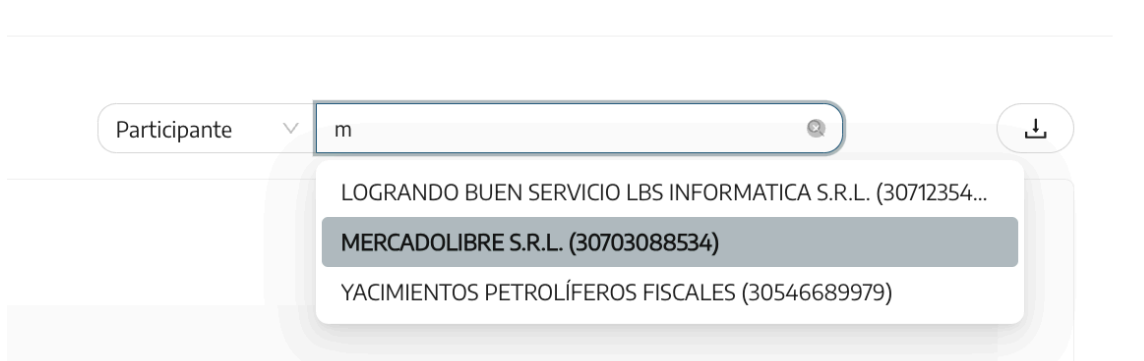 Participante
m
LOGRANDO BUEN SERVICIO LBS INFORMATICA S.R.L. (30712354...
MERCADOLIBRE S.R.L. (30703088534)
YACIMIENTOS PETROLÍFEROS FISCALES (30546689979)